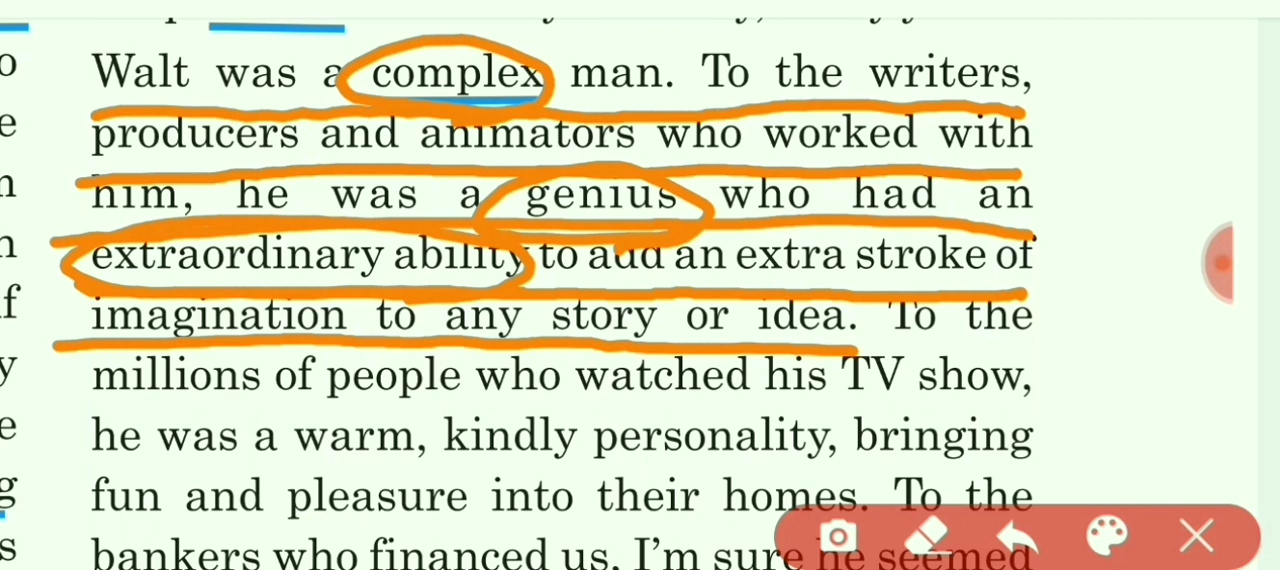 Walt was a complex man. To the writers,
producers and animators who worked with
him, he was a genius who had an
extraordinary ability to add an extra stroke of
imagination to any story or idea. To the
millions of people who watched his TV show,
he was a warm, kindly personality, bringing
fun and pleasure into their homes. To the
bankers who financed us, I'm sure he seemed